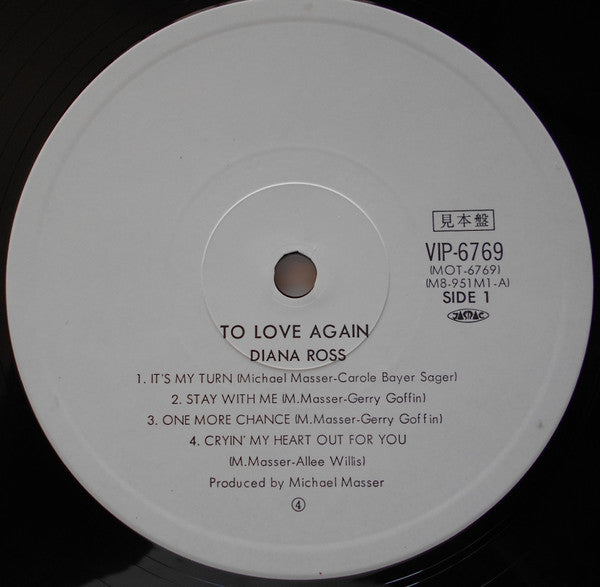 見本盤
VIP-6769
(MOT-6769)
(M8-951M1-A)
SIDE 1
JASRAC
TO LOVE AGAIN
DIANA ROSS
1. IT'S MY TURN (Michael Masser-Carole Bayer Sager)
2. STAY WITH ME (M.Masser-Gerry Goffin)
3. ONE MORE CHANCE (M.Masser-Gerry Goffin)
4. CRYIN' MY HEART OUT FOR YOU
(M.Masser-Allee Willis)
Produced by Michael Masser
④